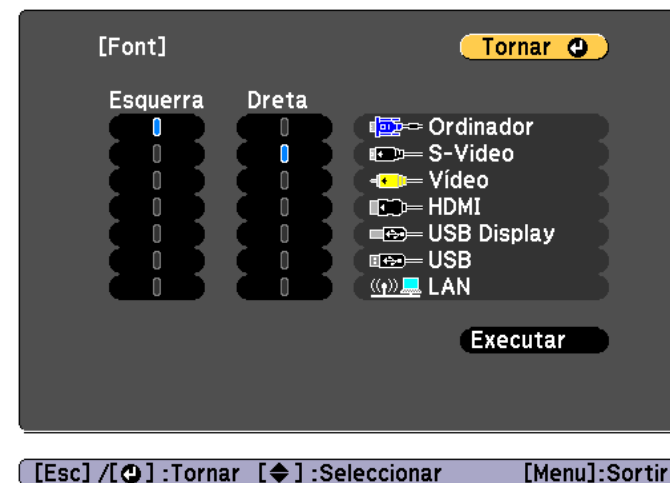 [Font] Tornar
Esquerra Dreta
Ordinador
S-Video
Vídeo
HDMI
USB Display
USB
LAN
Executar
[Esc] /[ ] :Tornar [ ] :Seleccionar [Menu]:Sortir